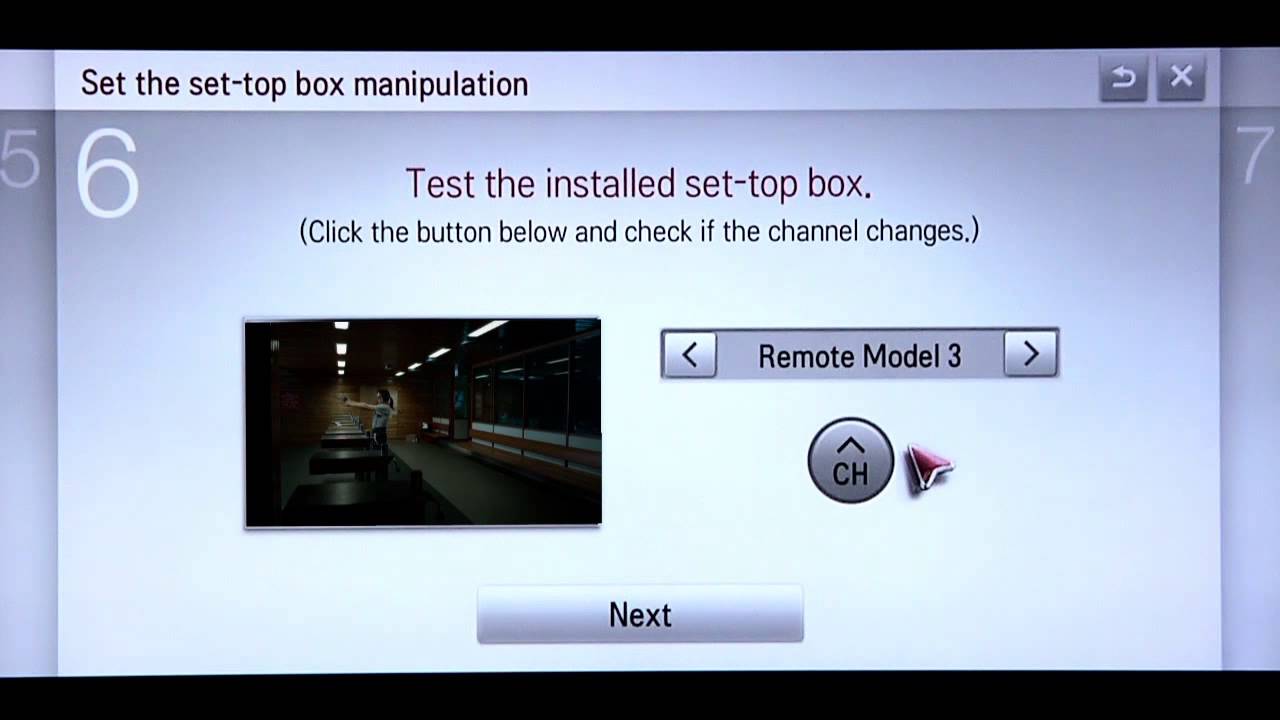 Set the set-top box manipulation
5
6
7
Test the installed set-top box.
(Click the button below and check if the channel changes.)
Remote Model 3
CH
Next